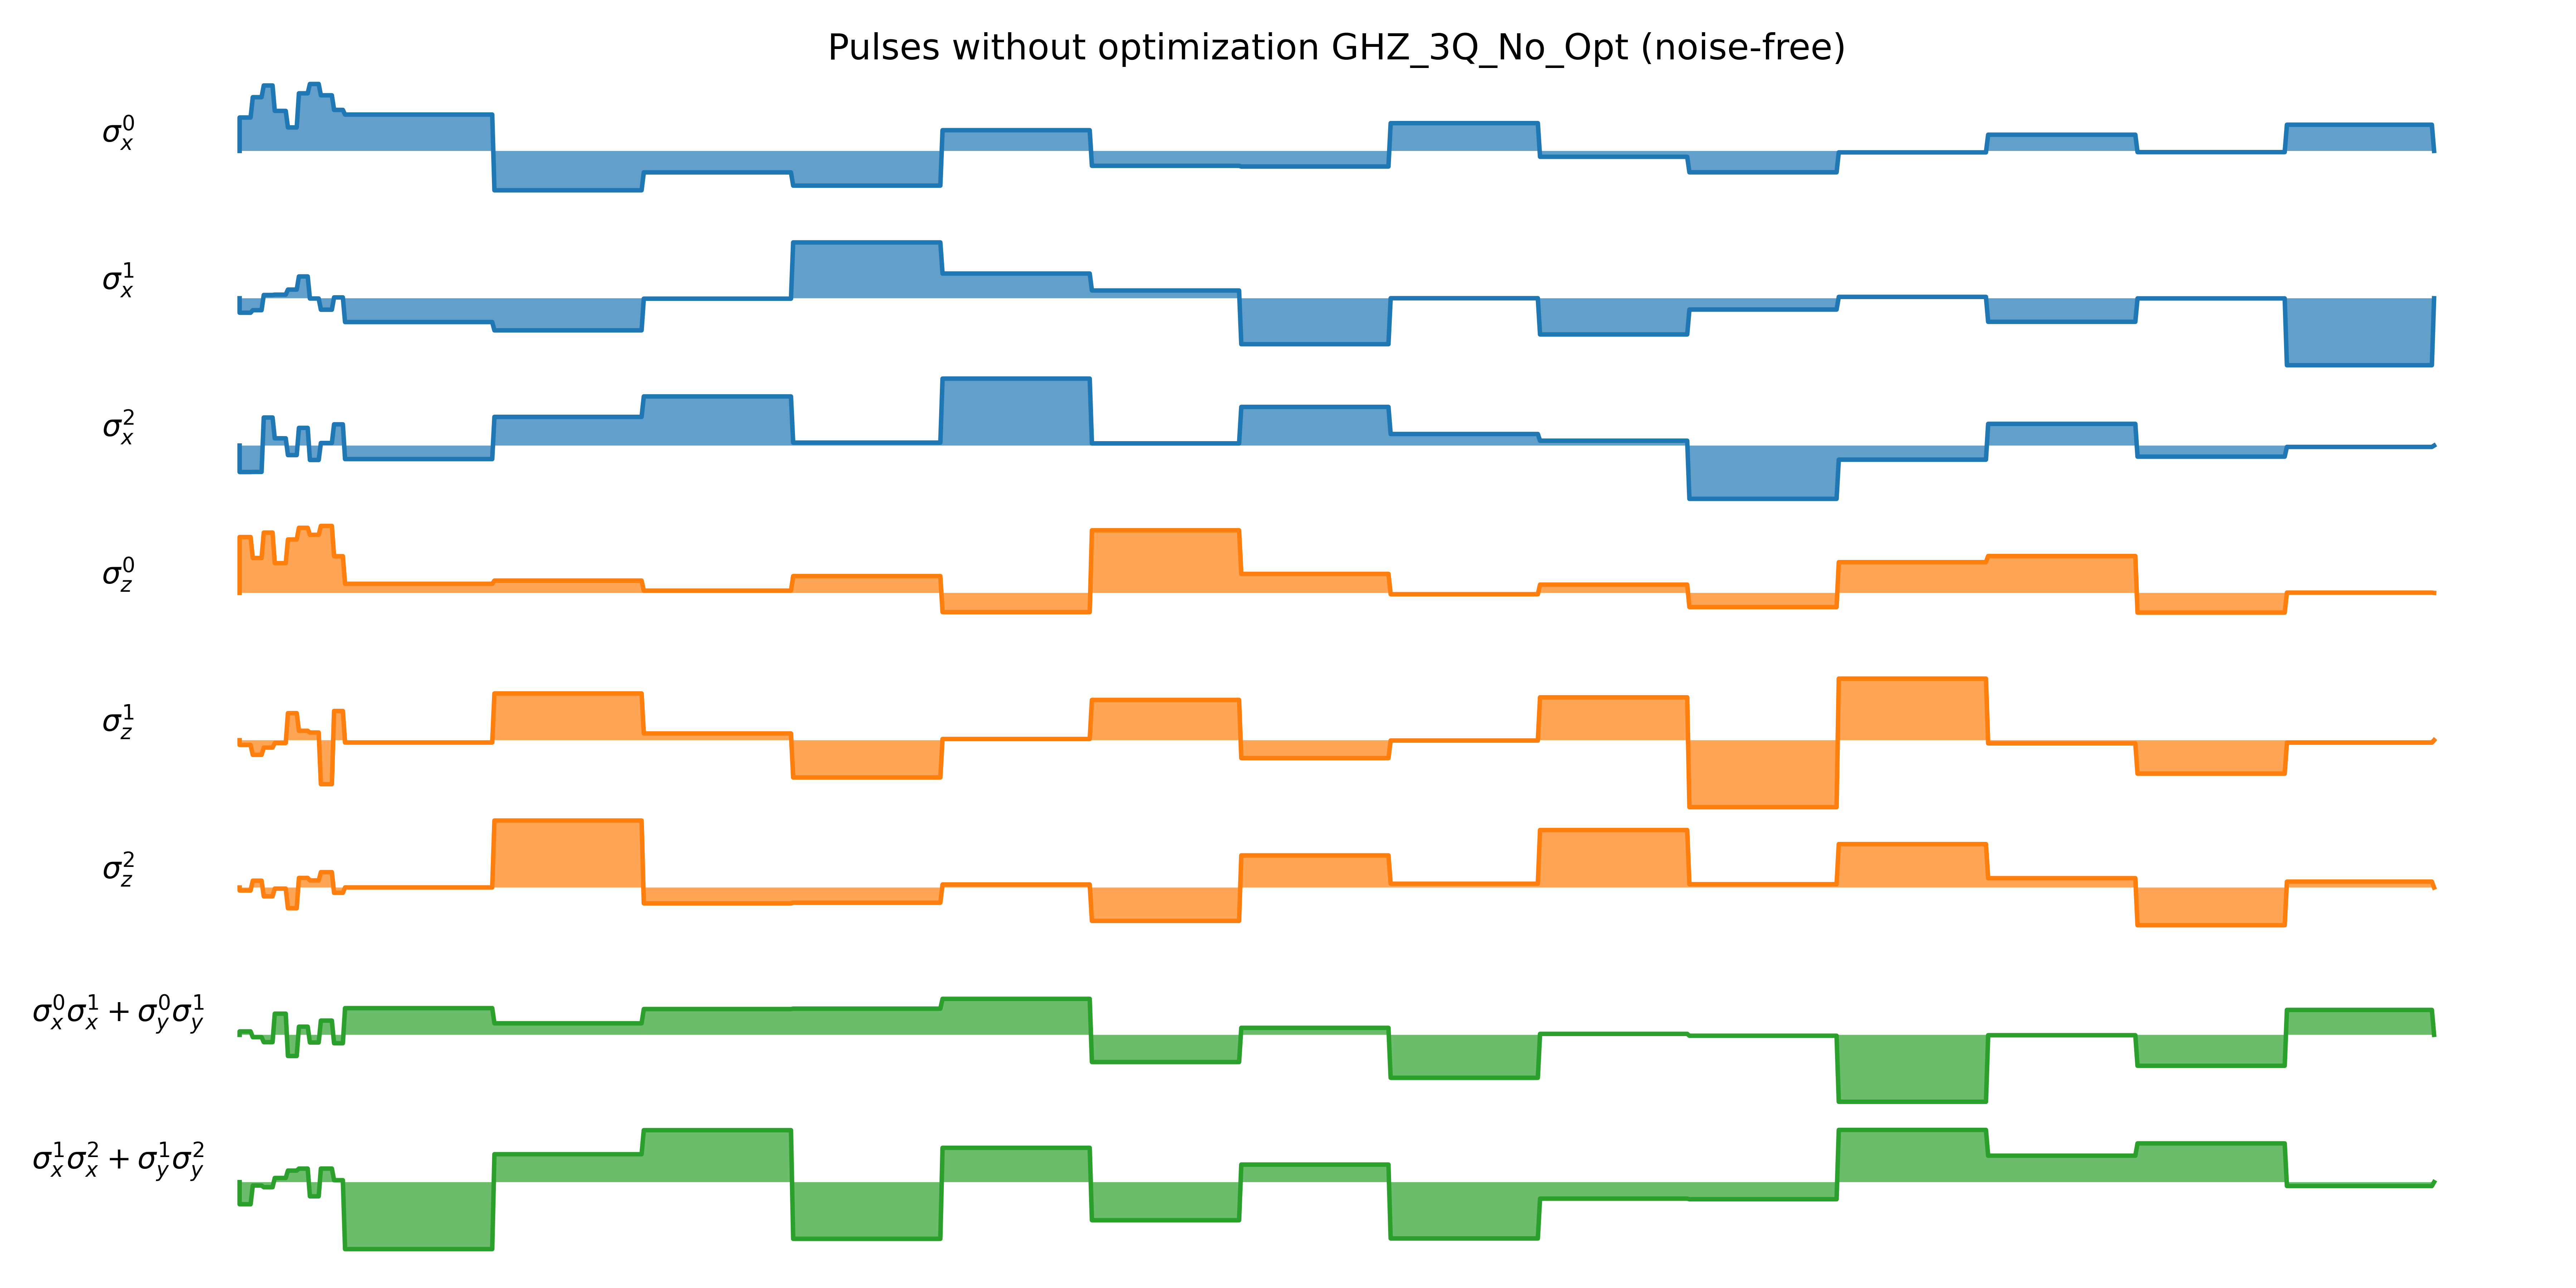 Pulses without optimization GHZ_3Q_No_Opt (noise-free)
σ_x^0
σ_x^1
σ_x^2
σ_z^0
σ_z^1
σ_z^2
σ_x^0σ_x^1 + σ_y^0σ_y^1
σ_x^1σ_x^2 + σ_y^1σ_y^2